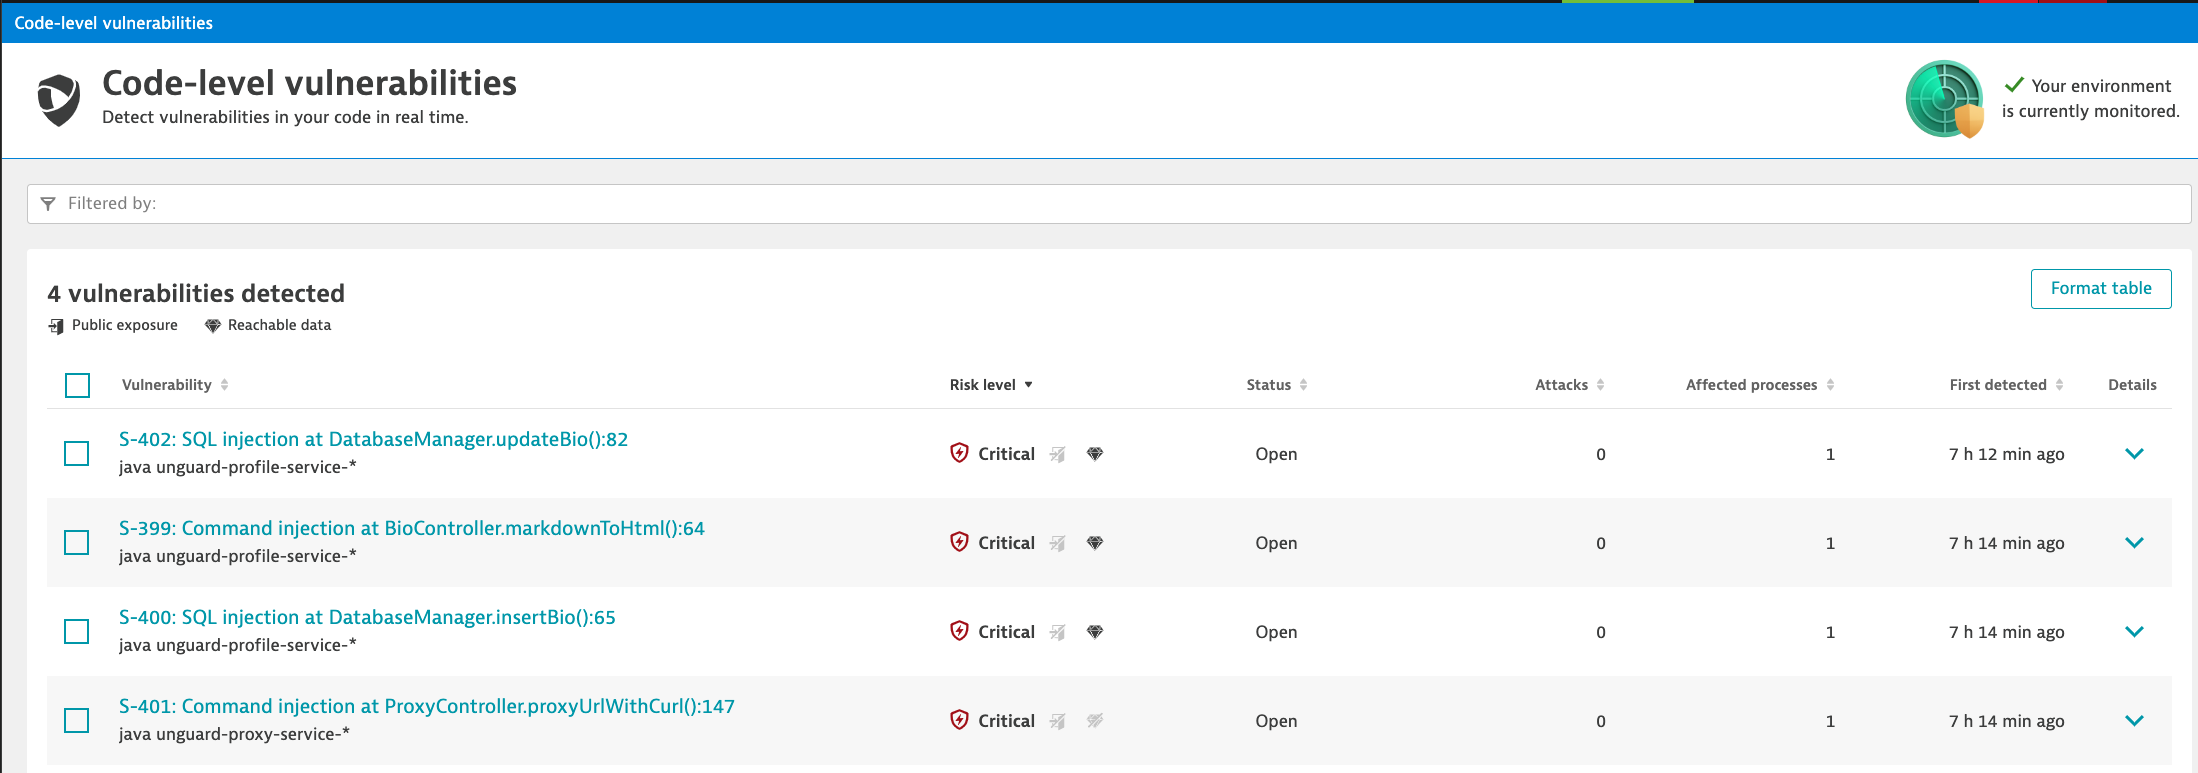 Code-level vulnerabilities
Code-level vulnerabilities
Detect vulnerabilities in your code in real time.
Your environment
is currently monitored.
Filtered by:
4 vulnerabilities detected
Format table
Public exposure Reachable data
Vulnerability Risk level Status Attacks Affected processes First detected Details
S-402: SQL injection at DatabaseManager.updateBio():82
java unguard-profile-service-*
Critical Open 0 1 7 h 12 min ago
S-399: Command injection at BioController.markdownToHtml():64
java unguard-profile-service-*
Critical Open 0 1 7 h 14 min ago
S-400: SQL injection at DatabaseManager.insertBio():65
java unguard-profile-service-*
Critical Open 0 1 7 h 14 min ago
S-401: Command injection at ProxyController.proxyUrlWithCurl():147
java unguard-proxy-service-*
Critical Open 0 1 7 h 14 min ago